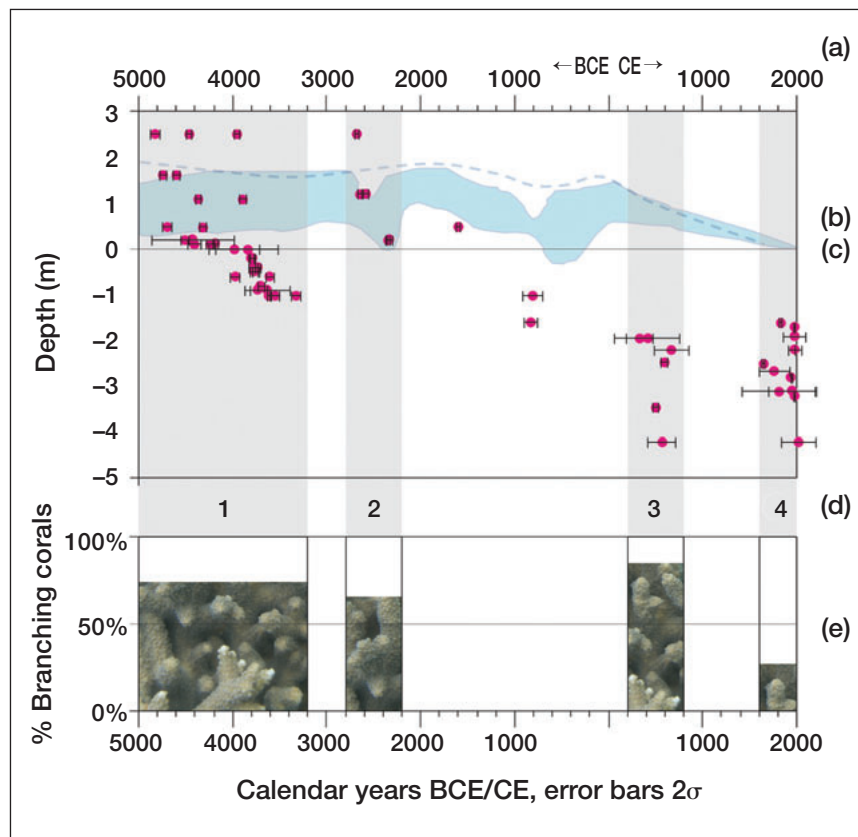 (a)
← BCE CE →
5000 4000 3000 2000 1000 1000 2000
3
2
1
(b)
0
(c)
−1
−2
−3
−4
−5
Depth (m)
1 2 3 4
(d)
100%
50%
(e)
0%
% Branching corals
5000 4000 3000 2000 1000 1000 2000
Calendar years BCE/CE, error bars 2σ